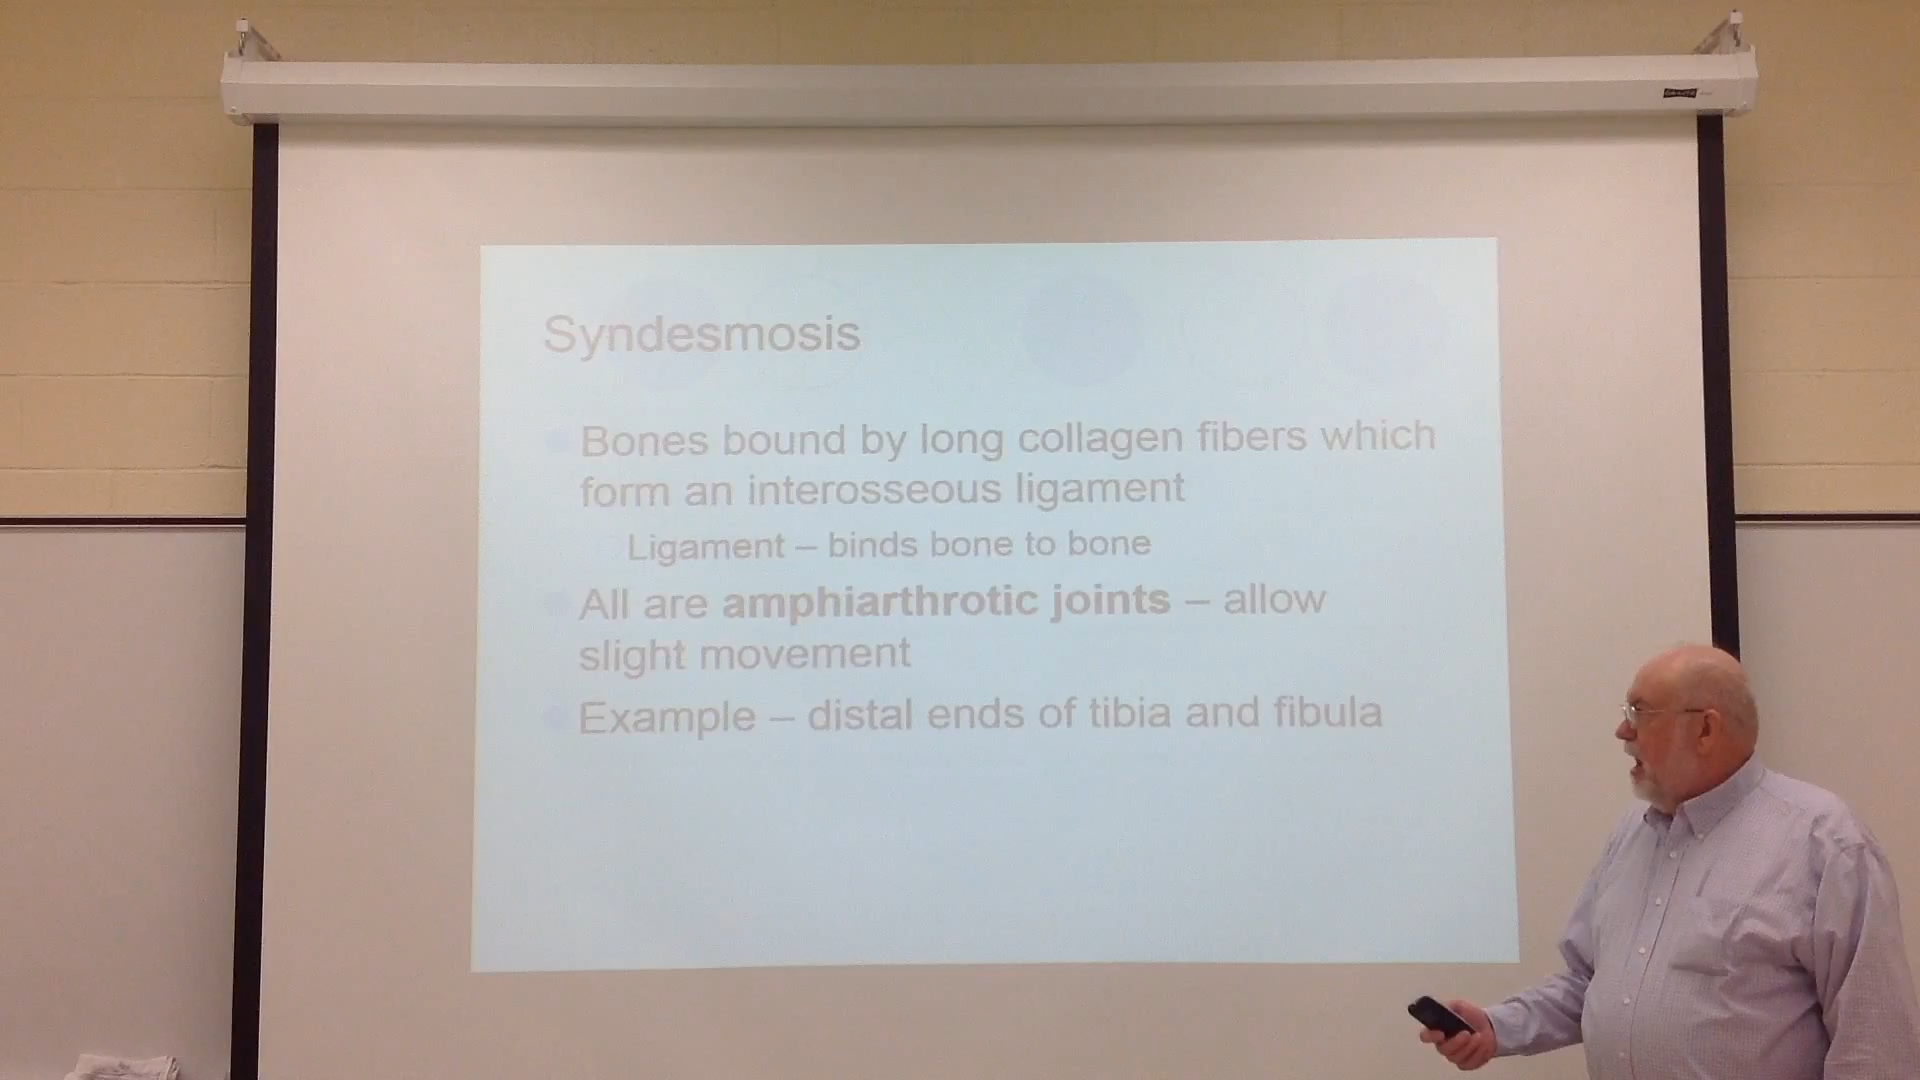 Syndesmosis
Bones bound by long collagen fibers which
form an interosseous ligament
Ligament – binds bone to bone
All are amphiarthrotic joints – allow
slight movement
Example – distal ends of tibia and fibula